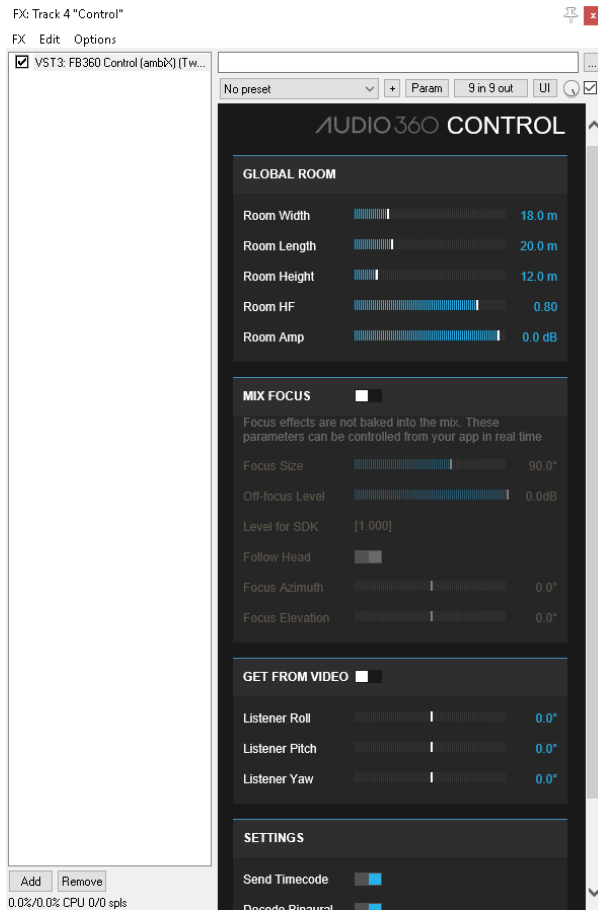 FX: Track 4 "Control"
x
FX Edit Options
VST3: FB360 Control (ambiX) (Tw...
...
No preset + Param 9 in 9 out UI
AUDIO360 CONTROL
GLOBAL ROOM
Room Width 18.0 m
Room Length 20.0 m
Room Height 12.0 m
Room HF 0.80
Room Amp 0.0 dB
MIX FOCUS
Focus effects are not baked into the mix. These
parameters can be controlled from your app in real time
Focus Size 90.0°
Off-focus Level 0.0dB
Level for SDK [1.000]
Follow Head
Focus Azimuth 0.0°
Focus Elevation 0.0°
GET FROM VIDEO
Listener Roll 0.0°
Listener Pitch 0.0°
Listener Yaw 0.0°
SETTINGS
Send Timecode
Decode Binaural
Add Remove
0.0%/0.0% CPU 0/0 spls